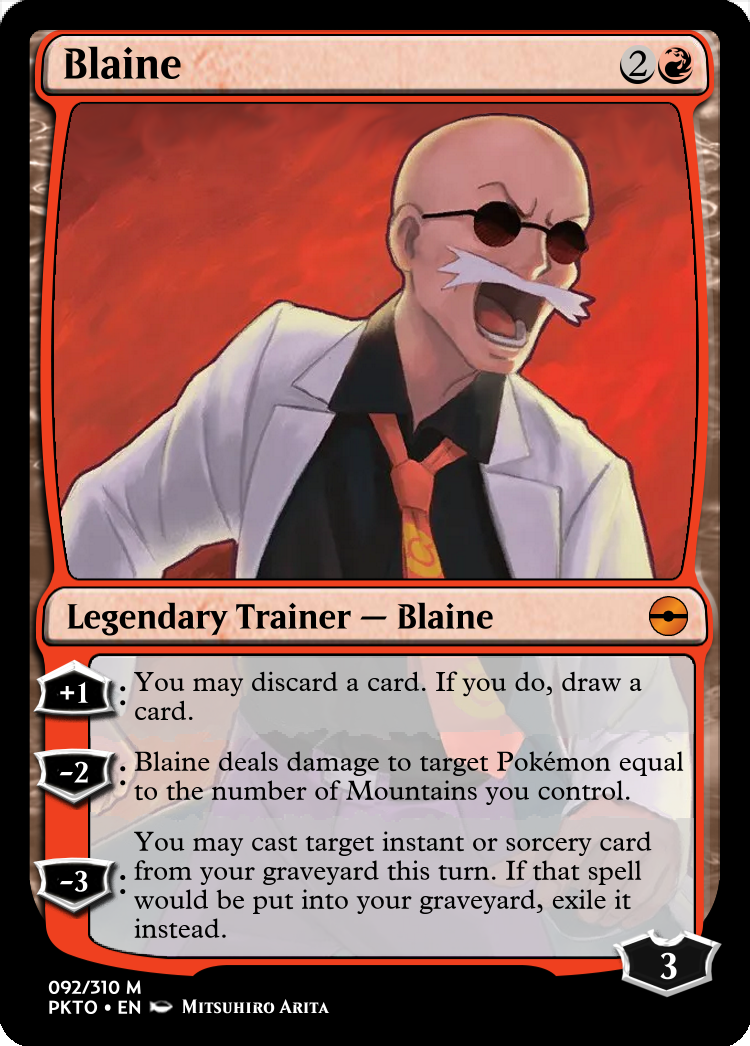 Blaine 2
Legendary Trainer — Blaine
+1 : You may discard a card. If you do, draw a
card.
−2 : Blaine deals damage to target Pokémon equal
to the number of Mountains you control.
You may cast target instant or sorcery card
−3 : from your graveyard this turn. If that spell
would be put into your graveyard, exile it
instead.
3
092/310 M
PKTO • EN Mitsuhiro Arita